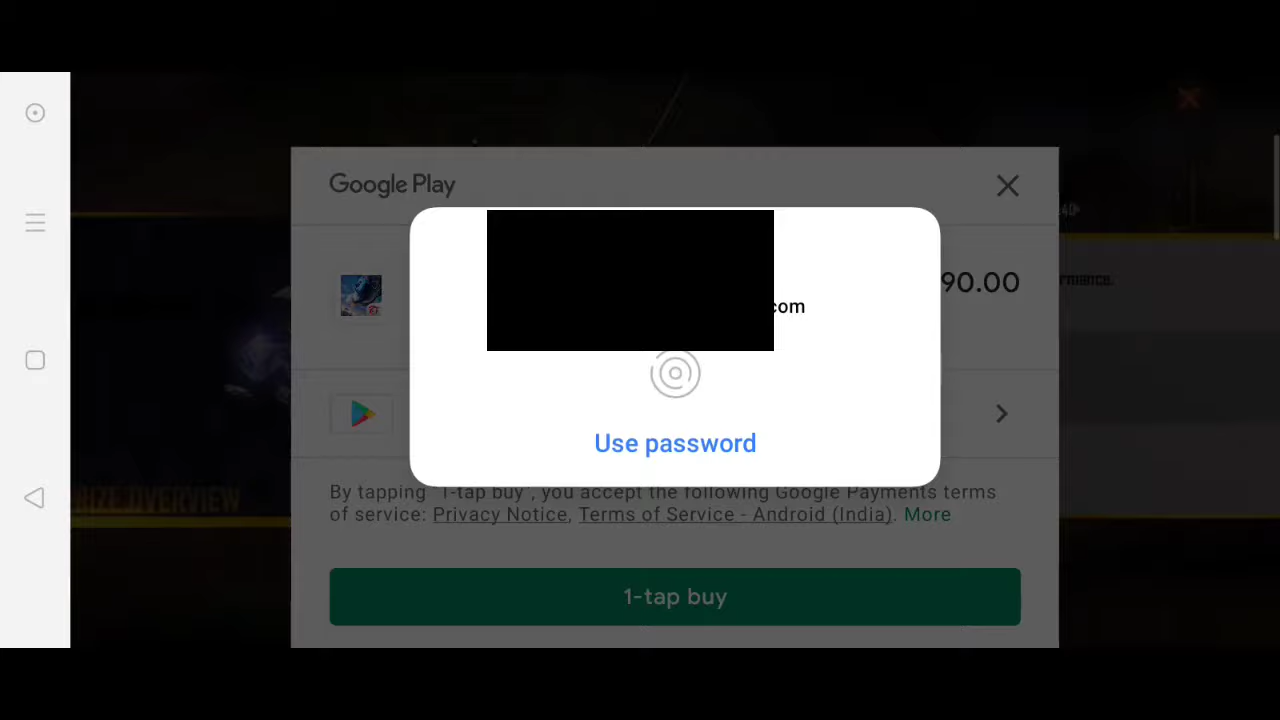 Google Play
90.00
com
Use password
By tapping "1-tap buy", you accept the following Google Payments terms
of service: Privacy Notice, Terms of Service - Android (India). More
OVERVIEW
1-tap buy